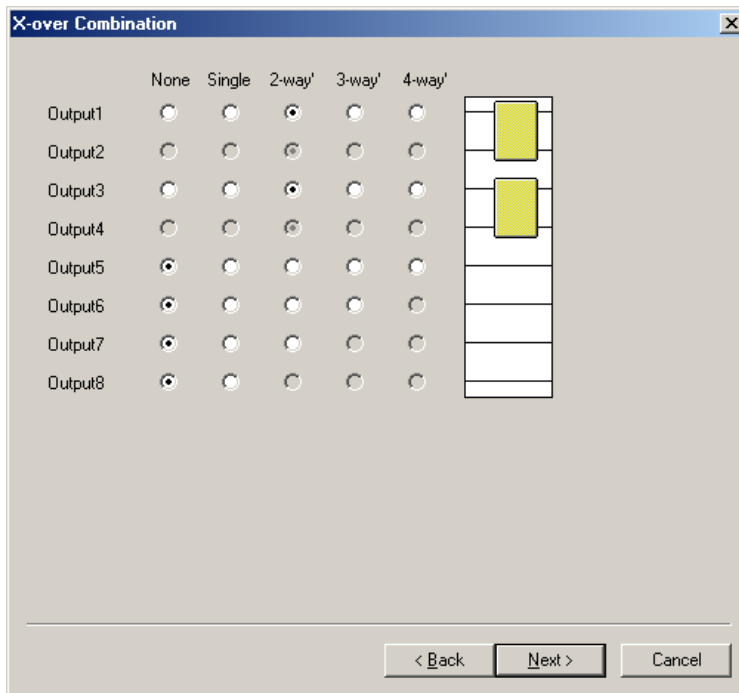 X-over Combination
None Single 2-way' 3-way' 4-way'
Output1
Output2
Output3
Output4
Output5
Output6
Output7
Output8
< Back Next > Cancel